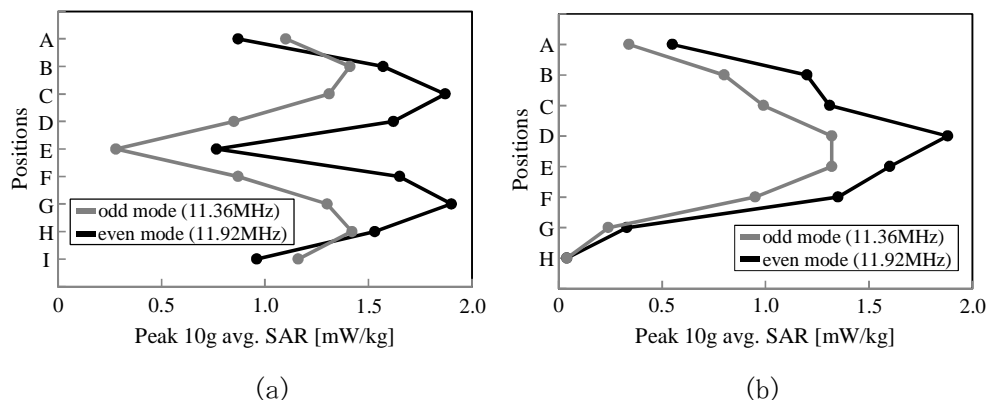 Positions
A
B
C
D
E
F
G
H
I
odd mode (11.36MHz)
even mode (11.92MHz)
0
0.5
1.0
1.5
2.0
Peak 10g avg. SAR [mW/kg]
(a)
Positions
A
B
C
D
E
F
G
H
odd mode (11.36MHz)
even mode (11.92MHz)
0
0.5
1.0
1.5
2.0
Peak 10g avg. SAR [mW/kg]
(b)